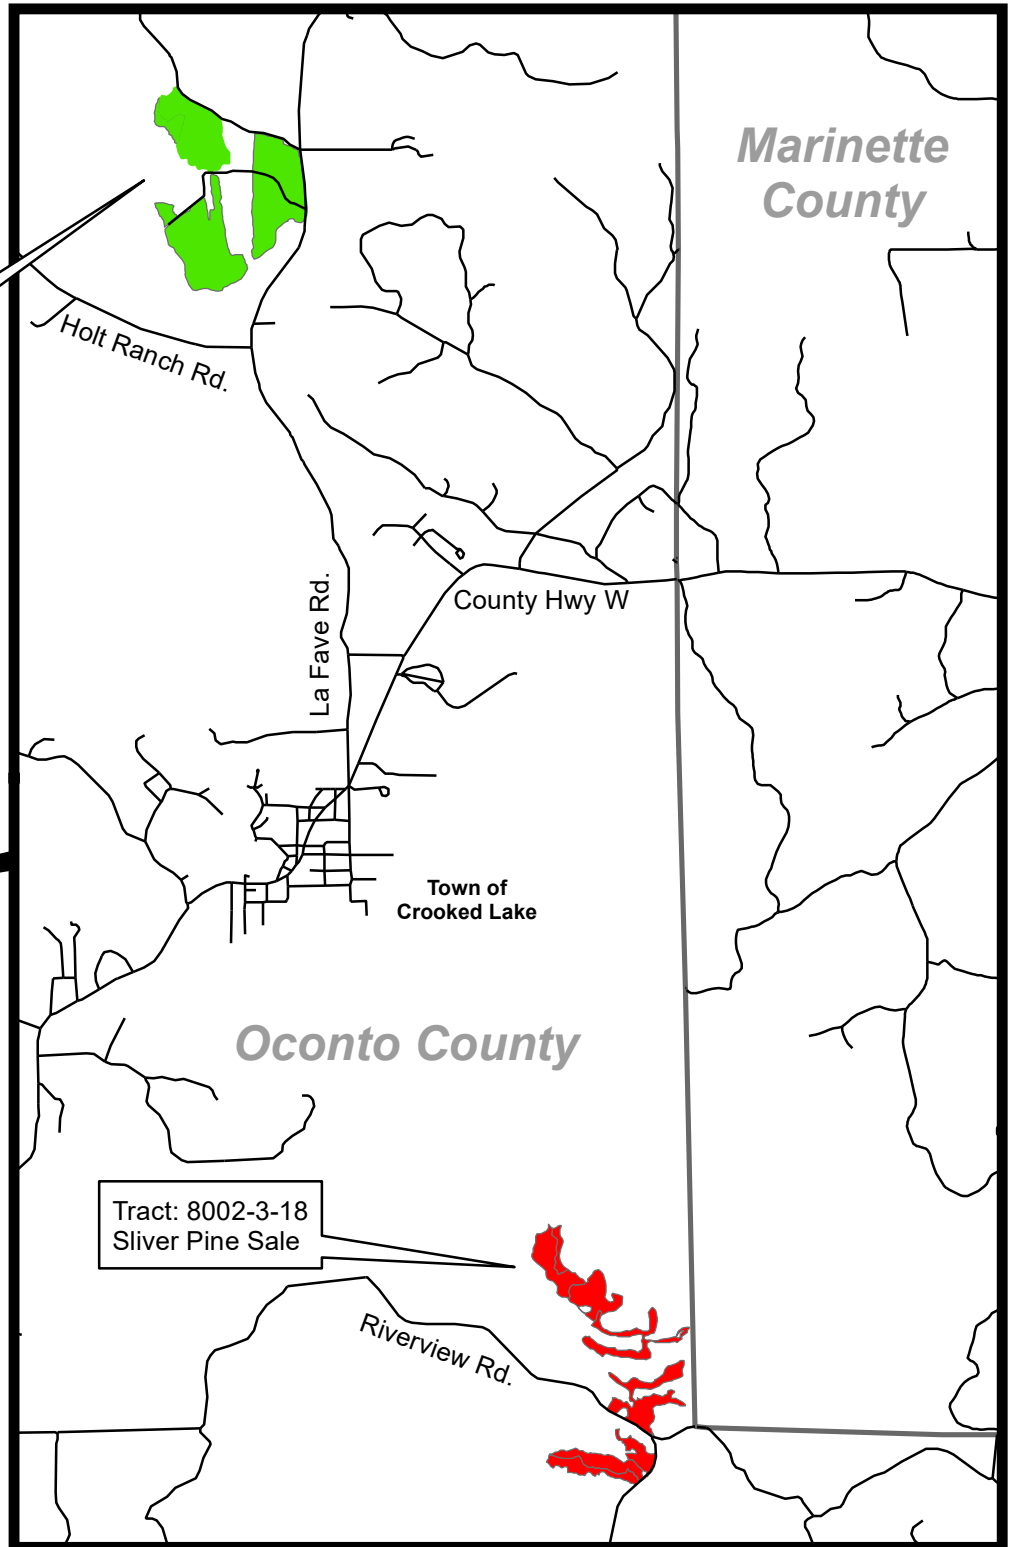 Marinette
County
Holt Ranch Rd.
La Fave Rd.
County Hwy W
Town of
Crooked Lake
Oconto County
Tract: 8002-3-18
Sliver Pine Sale
Riverview Rd.